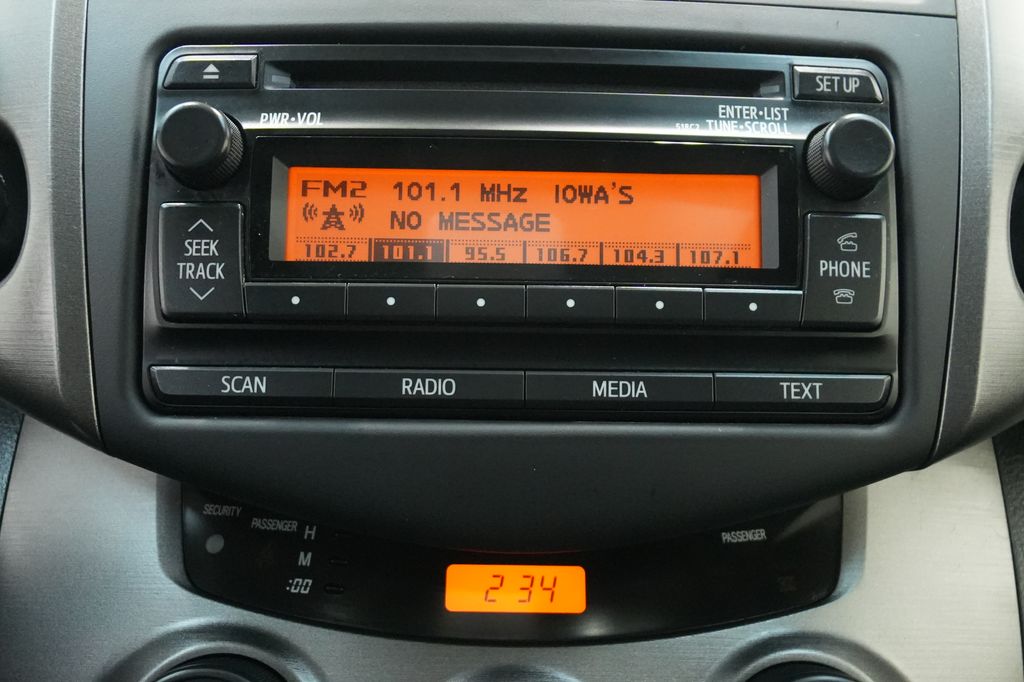 SET UP
PWR•VOL
ENTER•LIST
518C2 TUNE•SCROLL
FM2 101.1 MHz IOWA'S
NO MESSAGE
102.7 101.1 95.5 106.7 104.3 107.1
SEEK
TRACK
PHONE
SCAN RADIO MEDIA TEXT
SECURITY
PASSENGER
H
M
:00
PASSENGER
2 34